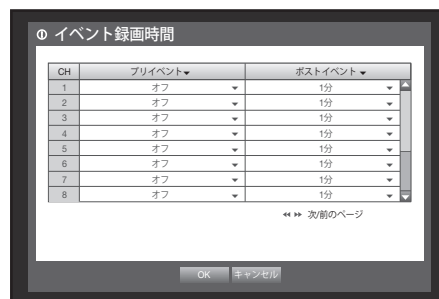 イベント録画時間
CH プリイベント ポストイベント
1 オフ 1分
2 オフ 1分
3 オフ 1分
4 オフ 1分
5 オフ 1分
6 オフ 1分
7 オフ 1分
8 オフ 1分
次/前のページ
OK キャンセル